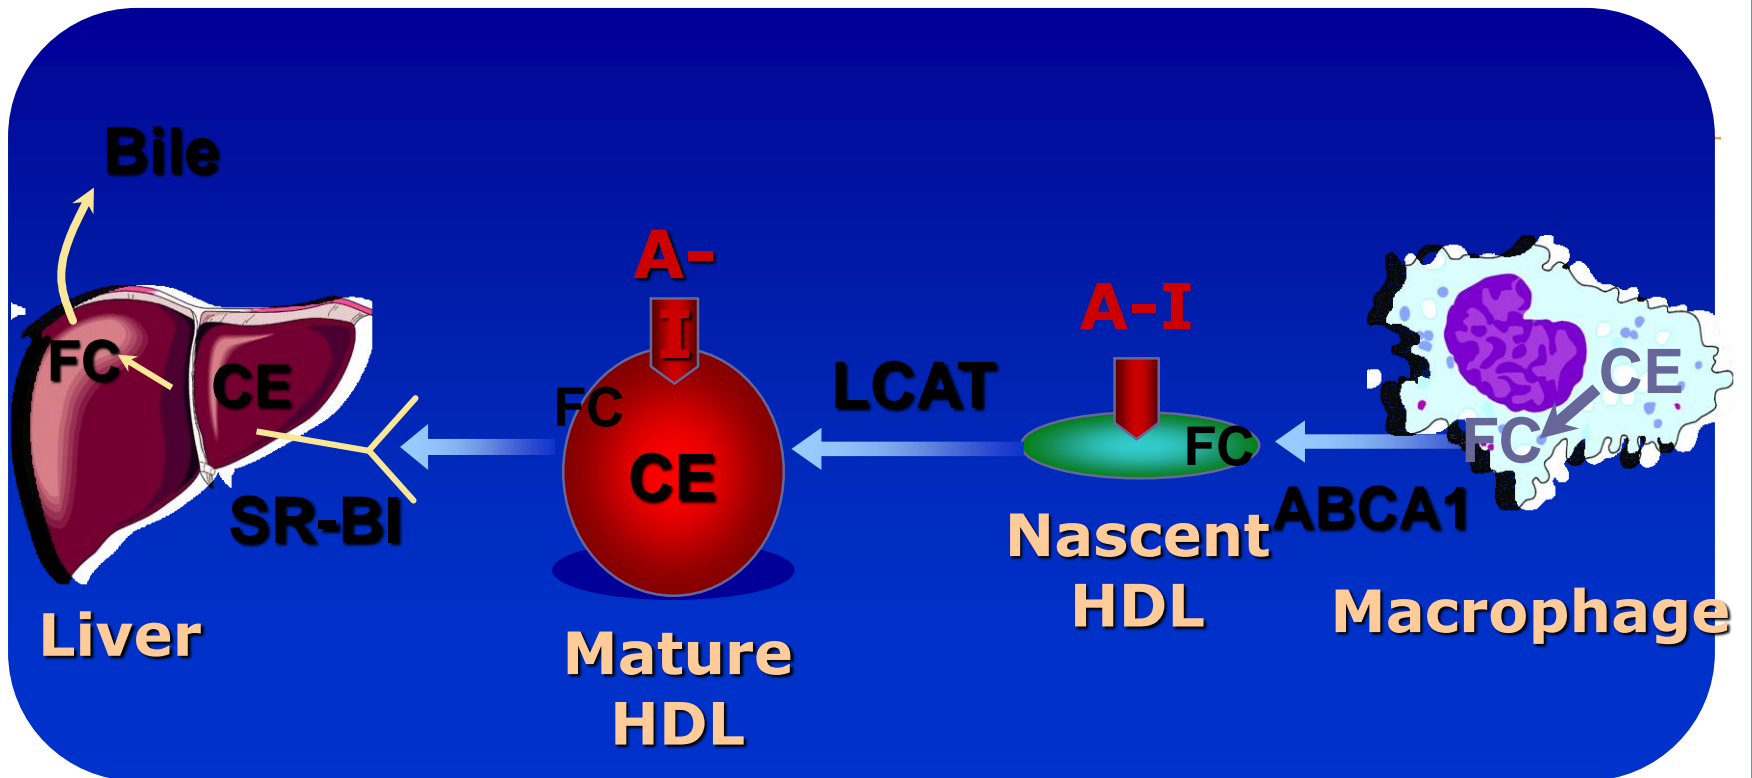 Bile
FC
CE
SR-BI
Liver
A-
I
FC
CE
Mature
HDL
LCAT
A-I
FC
Nascent
HDL
ABCA1
CE
FC
Macrophage